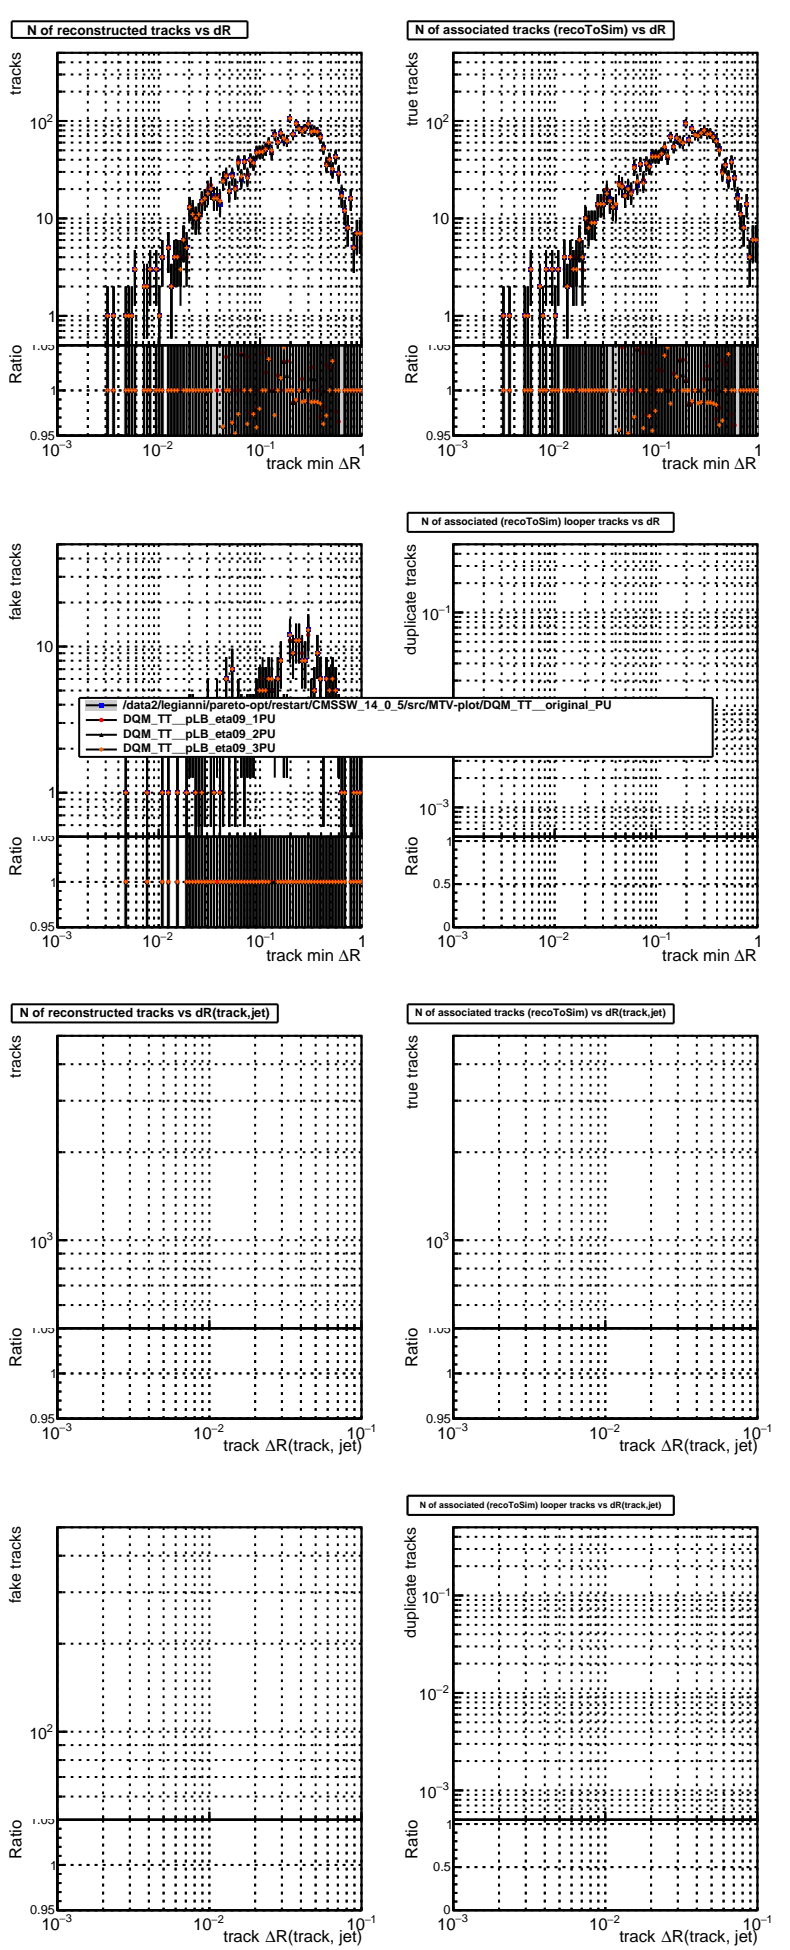 N of reconstructed tracks vs dR
tracks
10²
10
1
Ratio
1.05
1
0.95
10⁻³
10⁻²
10⁻¹
1
track min ΔR
N of associated tracks (recoToSim) vs dR
true tracks
10²
10
1
Ratio
1.05
1
0.95
10⁻³
10⁻²
10⁻¹
1
track min ΔR
fake tracks
10
1
Ratio
1.05
1
0.95
10⁻³
10⁻²
10⁻¹
1
track min ΔR
N of associated (recoToSim) looper tracks vs dR
duplicate tracks
10⁻¹
10⁻³
Ratio
1
0.5
0
10⁻³
10⁻²
10⁻¹
1
track min ΔR
/data2/legianni/pareto-opt/restart/CMSSW_14_0_5/src/MTV-plot/DQM_TT__original_PU
DQM_TT__pLB_eta09_1PU
DQM_TT__pLB_eta09_2PU
DQM_TT__pLB_eta09_3PU
N of reconstructed tracks vs dR(track,jet)
tracks
10³
Ratio
1.05
1
0.95
10⁻³
10⁻²
10⁻¹
track ΔR(track, jet)
N of associated tracks (recoToSim) vs dR(track,jet)
true tracks
10³
Ratio
1.05
1
0.95
10⁻³
10⁻²
10⁻¹
track ΔR(track, jet)
fake tracks
10²
Ratio
1.05
1
0.95
10⁻³
10⁻²
10⁻¹
track ΔR(track, jet)
N of associated (recoToSim) looper tracks vs dR(track,jet)
duplicate tracks
10⁻¹
10⁻²
10⁻³
Ratio
1
0.5
0
10⁻³
10⁻²
10⁻¹
track ΔR(track, jet)